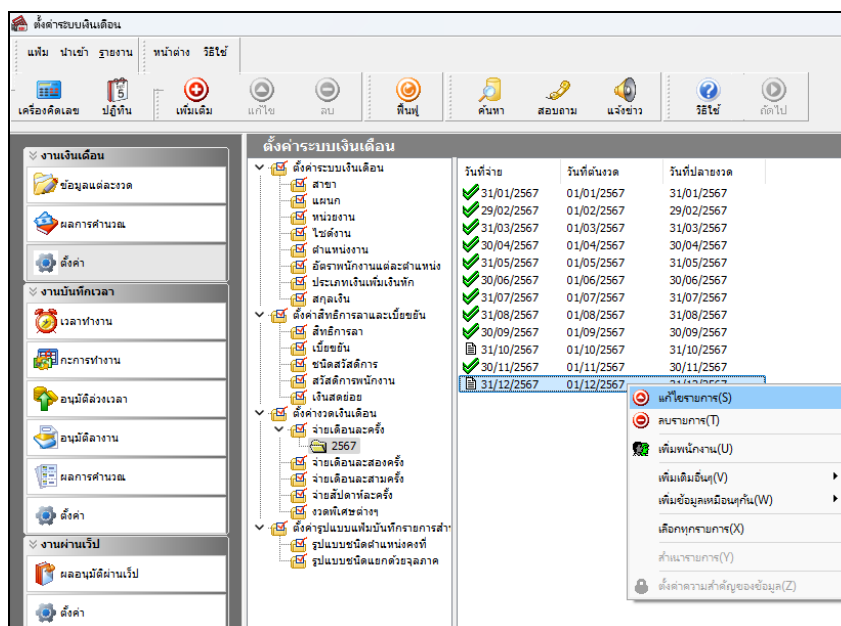 ตั้งค่าระบบเงินเดือน
แฟ้ม นำเข้า รายงาน หน้าต่าง วิธีใช้
5
เครื่องคิดเลข ปฏิทิน เพิ่มเติม แก้ไข ลบ ฟื้นฟู ค้นหา สอบถาม แจ้งข่าว วิธีใช้ ถัดไป
งานเงินเดือน
ข้อมูลแต่ละงวด
ผลการคำนวณ
ตั้งค่า
งานบันทึกเวลา
เวลาทำงาน
กะการทำงาน
อนุมัติล่วงเวลา
อนุมัติลางาน
ผลการคำนวณ
ตั้งค่า
งานผ่านเว็ป
ผลอนุมัติผ่านเว็ป
ตั้งค่า
ตั้งค่าระบบเงินเดือน
ตั้งค่าระบบเงินเดือน
สาขา
แผนก
หน่วยงาน
ไซด์งาน
ตำแหน่งงาน
อัตราพนักงานแต่ละตำแหน่ง
ประเภทเงินเพิ่มเงินหัก
สกุลเงิน
ตั้งค่าสิทธิการลาและเบี้ยขยัน
สิทธิการลา
เบี้ยขยัน
ชนิดสวัสดิการ
สวัสดิการพนักงาน
เงินสดย่อย
ตั้งค่างวดเงินเดือน
จ่ายเดือนละครั้ง
2567
จ่ายเดือนละสองครั้ง
จ่ายเดือนละสามครั้ง
จ่ายสัปดาห์ละครั้ง
งวดพิเศษต่างๆ
ตั้งค่ารูปแบบแฟ้มบันทึกรายการสำ
รูปแบบชนิดตำแหน่งคงที่
รูปแบบชนิดแยกด้วยจุลภาค
วันที่จ่าย วันที่ต้นงวด วันที่ปลายงวด
31/01/2567 01/01/2567 31/01/2567
29/02/2567 01/02/2567 29/02/2567
31/03/2567 01/03/2567 31/03/2567
30/04/2567 01/04/2567 30/04/2567
31/05/2567 01/05/2567 31/05/2567
30/06/2567 01/06/2567 30/06/2567
31/07/2567 01/07/2567 31/07/2567
31/08/2567 01/08/2567 31/08/2567
30/09/2567 01/09/2567 30/09/2567
31/10/2567 01/10/2567 31/10/2567
30/11/2567 01/11/2567 30/11/2567
31/12/2567 01/12/2567 31/12/2567
แก้ไขรายการ(S)
ลบรายการ(T)
เพิ่มพนักงาน(U)
เพิ่มเติมอื่นๆ(V)
เพิ่มข้อมูลเหมือนๆกัน(W)
เลือกทุกรายการ(X)
สำเนารายการ(Y)
ตั้งค่าความสำคัญของข้อมูล(Z)